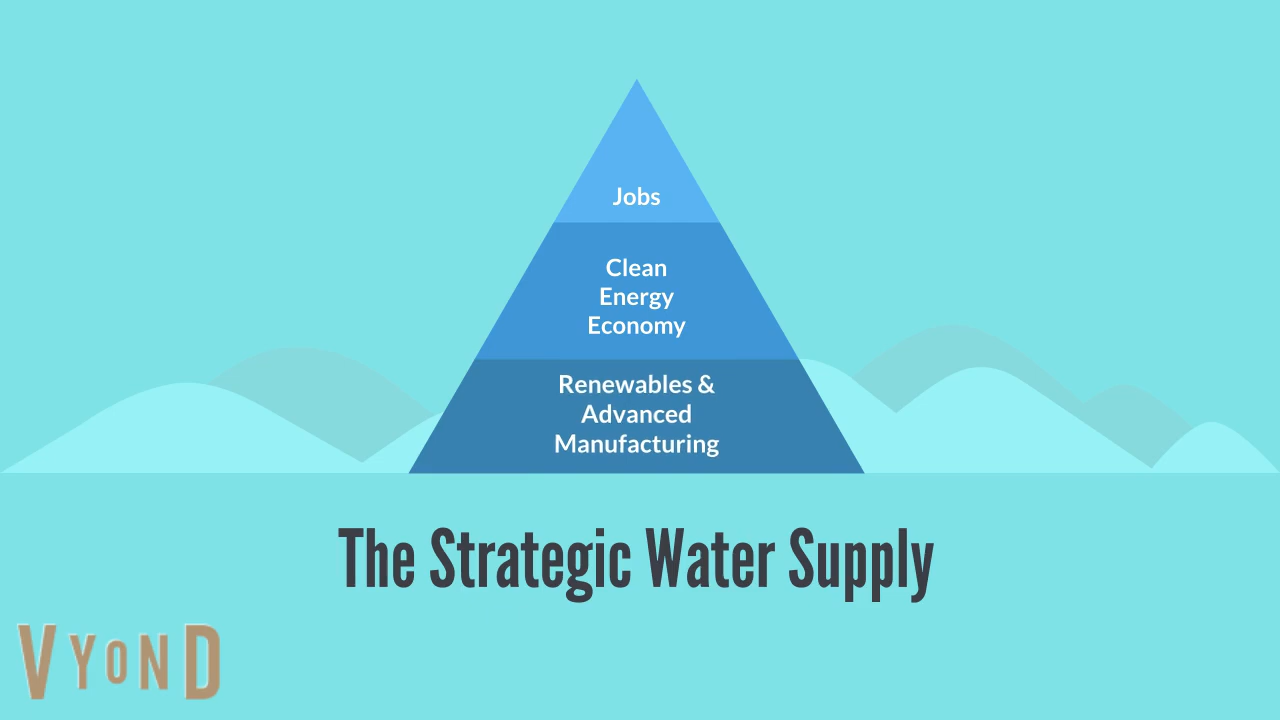 Jobs
Clean
Energy
Economy
Renewables &
Advanced
Manufacturing
The Strategic Water Supply
VYOND